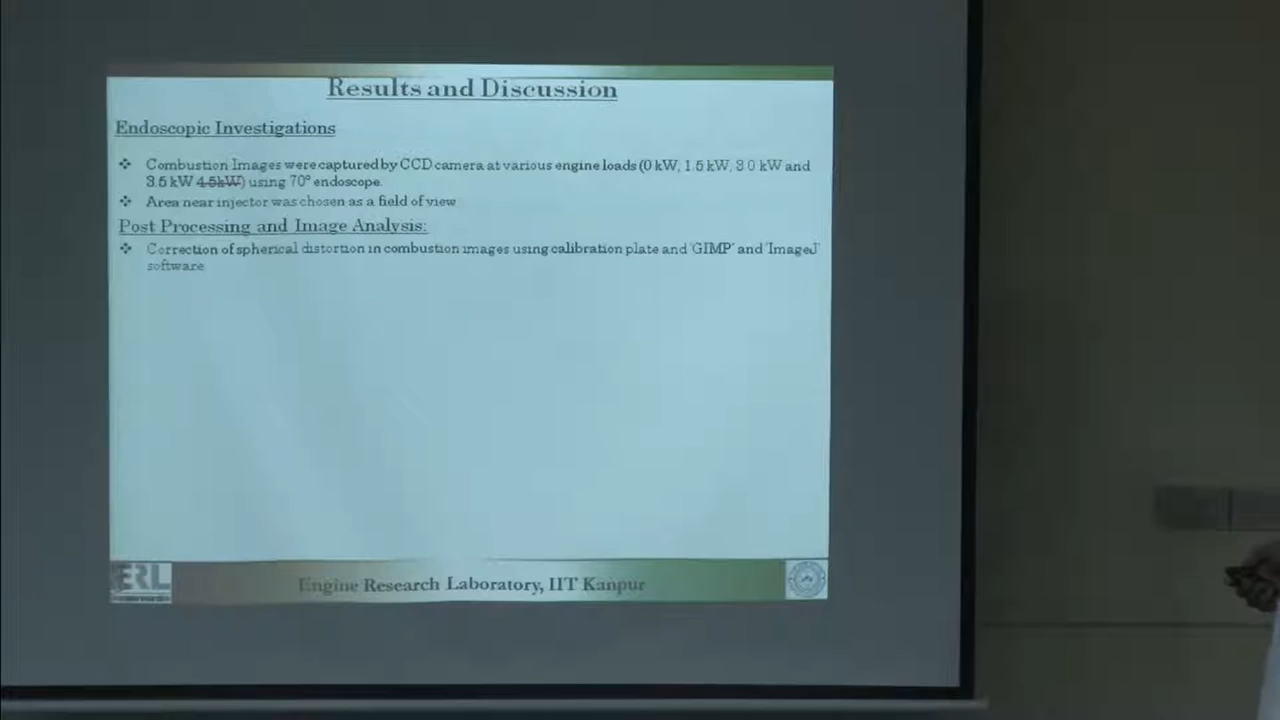 Results and Discussion
Endoscopic Investigations
❖ Combustion Images were captured by CCD camera at various engine loads (0 kW, 1.5 kW, 3.0 kW and
3.5 kW 4.5kW) using 70° endoscope.
❖ Area near injector was chosen as a field of view
Post Processing and Image Analysis:
❖ Correction of spherical distortion in combustion images using calibration plate and 'GIMP' and 'ImageJ'
software
ERL
Engine Research Laboratory, IIT Kanpur